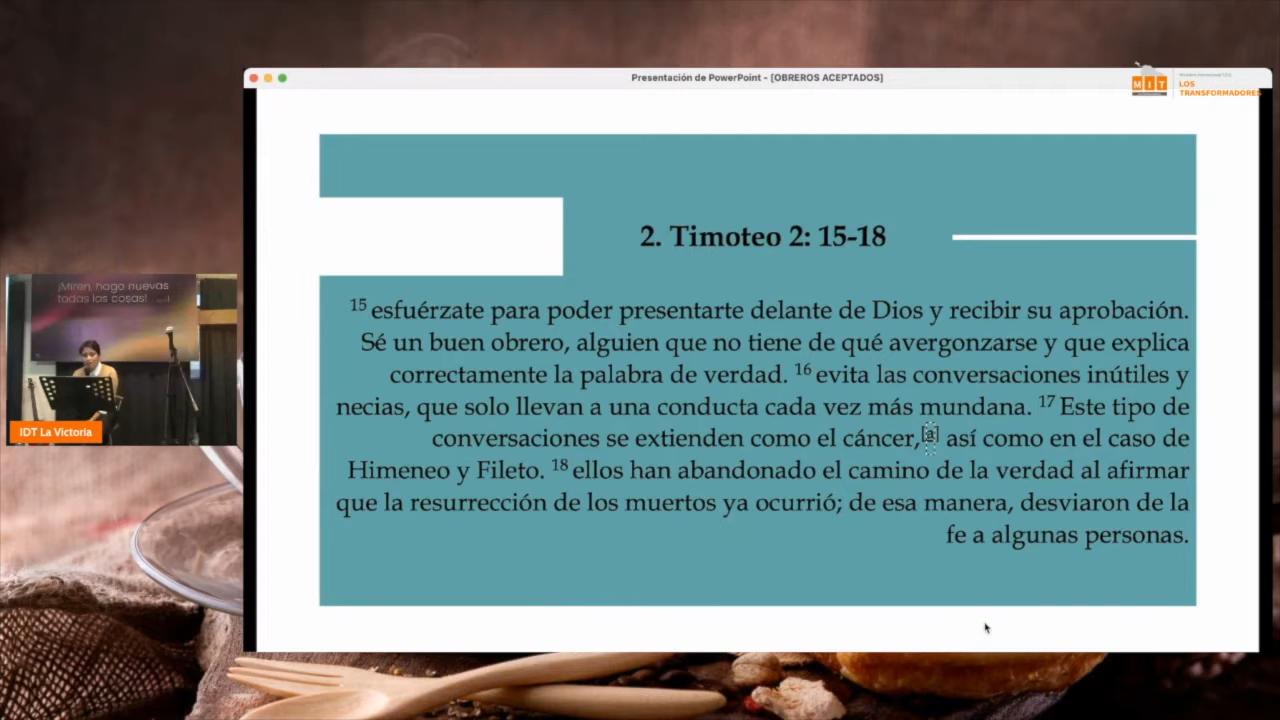 Presentación de PowerPoint - [OBREROS ACEPTADOS]
MIT
LOS
TRANSFORMADORES
2. Timoteo 2: 15-18
15 esfuérzate para poder presentarte delante de Dios y recibir su aprobación.
Sé un buen obrero, alguien que no tiene de qué avergonzarse y que explica
correctamente la palabra de verdad. 16 evita las conversaciones inútiles y
necias, que solo llevan a una conducta cada vez más mundana. 17 Este tipo de
conversaciones se extienden como el cáncer,[a] así como en el caso de
Himeneo y Fileto. 18 ellos han abandonado el camino de la verdad al afirmar
que la resurrección de los muertos ya ocurrió; de esa manera, desviaron de la
fe a algunas personas.
¡Miren, hago nuevas
todas las cosas!
IDT La Victoria